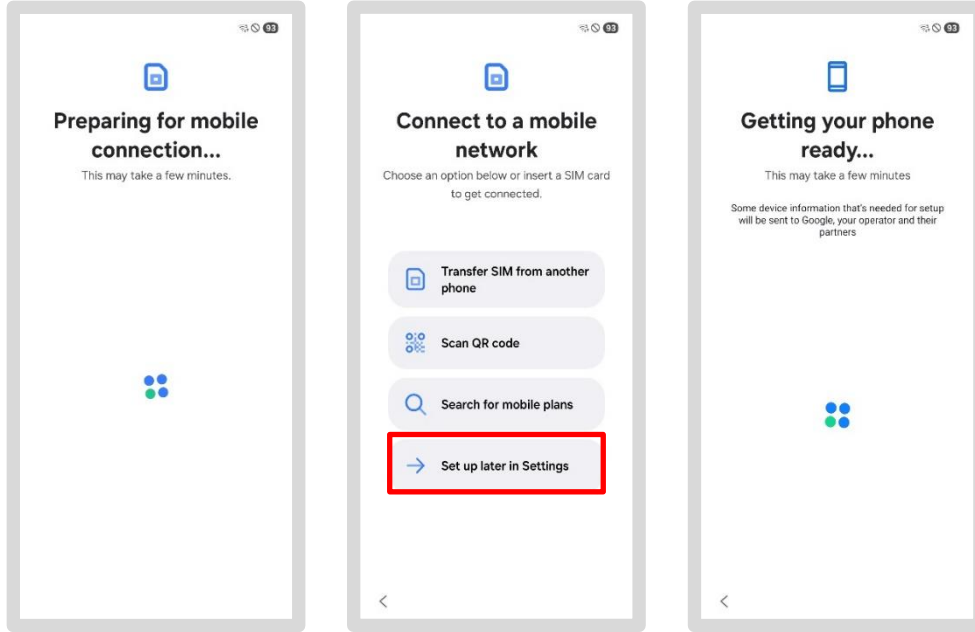 93
Preparing for mobile
connection...
This may take a few minutes.
93
Connect to a mobile
network
Choose an option below or insert a SIM card
to get connected.
Transfer SIM from another
phone
Scan QR code
Search for mobile plans
Set up later in Settings
93
Getting your phone
ready...
This may take a few minutes
Some device information that's needed for setup
will be sent to Google, your operator and their
partners